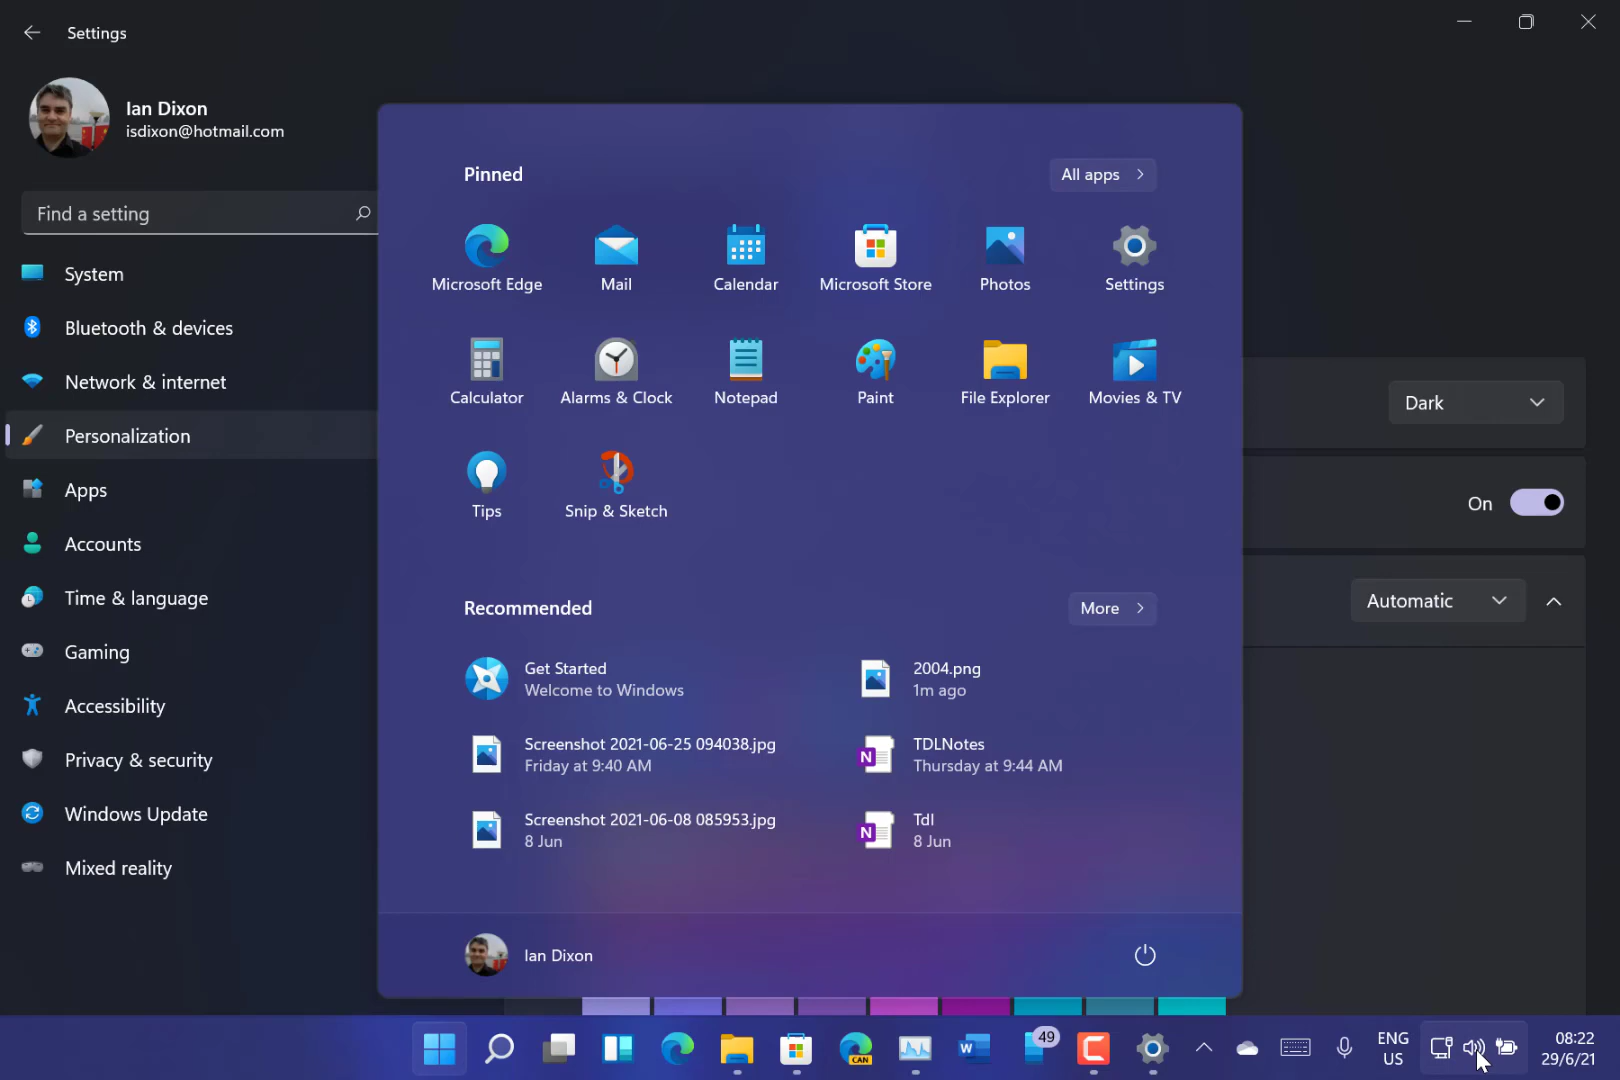 Settings
Ian Dixon
isdixon@hotmail.com
Find a setting
System
Bluetooth & devices
Network & internet
Personalization
Apps
Accounts
Time & language
Gaming
Accessibility
Privacy & security
Windows Update
Mixed reality
Pinned
All apps
Microsoft Edge
Mail
Calendar
Microsoft Store
Photos
Settings
Calculator
Alarms & Clock
Notepad
Paint
File Explorer
Movies & TV
Tips
Snip & Sketch
Recommended
More
Get Started
Welcome to Windows
2004.png
1m ago
Screenshot 2021-06-25 094038.jpg
Friday at 9:40 AM
TDLNotes
Thursday at 9:44 AM
Screenshot 2021-06-08 085953.jpg
8 Jun
Tdl
8 Jun
Ian Dixon
Dark
On
Automatic
CAN
W
49
ENG
US
08:22
29/6/21